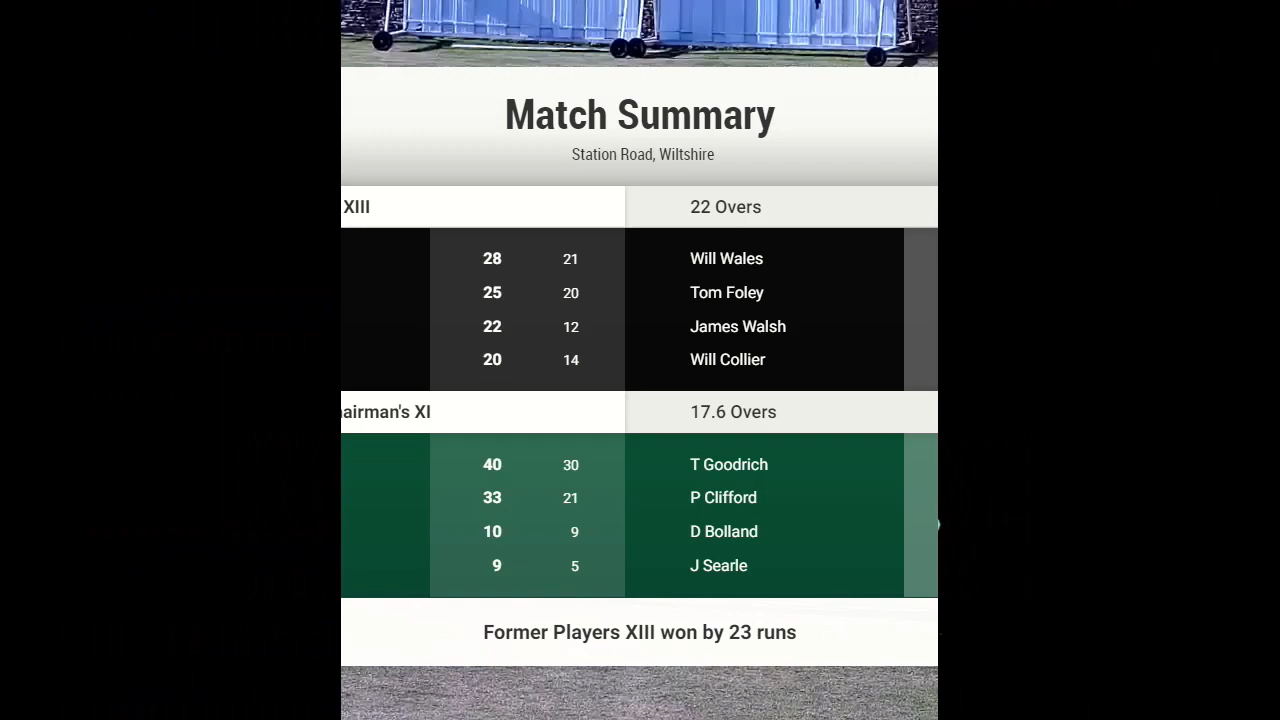 Match Summary
Station Road, Wiltshire
XIII 22 Overs
28 21 Will Wales
25 20 Tom Foley
22 12 James Walsh
20 14 Will Collier
airman's XI 17.6 Overs
40 30 T Goodrich
33 21 P Clifford
10 9 D Bolland
9 5 J Searle
Former Players XIII won by 23 runs